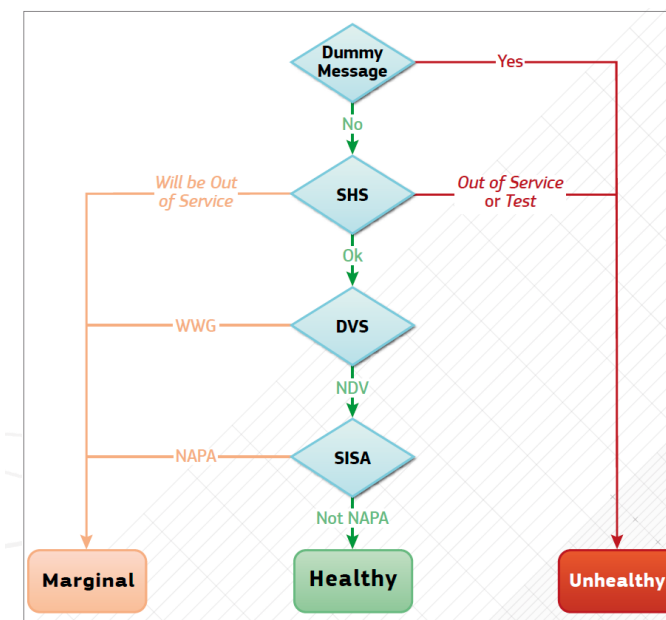 Dummy
Message
Yes
No
Will be Out
of Service
SHS
Out of Service
or Test
Ok
WWG
DVS
NDV
NAPA
SISA
Not NAPA
Marginal
Healthy
Unhealthy